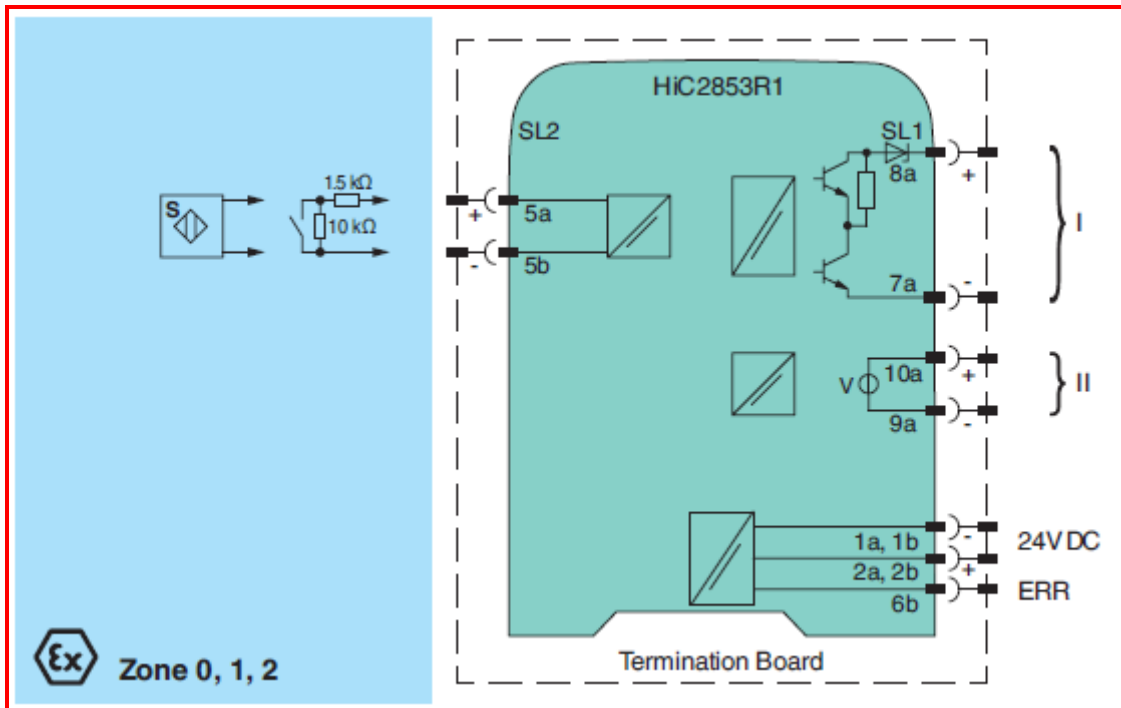 HiC2853R1
SL2
SL1
8a
+
I
S
1.5 kΩ
10 kΩ
+
5a
-
5b
7a
-
10a
+
V
II
9a
-
1a, 1b
-
24V DC
2a, 2b
+
6b
ERR
Ex
Zone 0, 1, 2
Termination Board